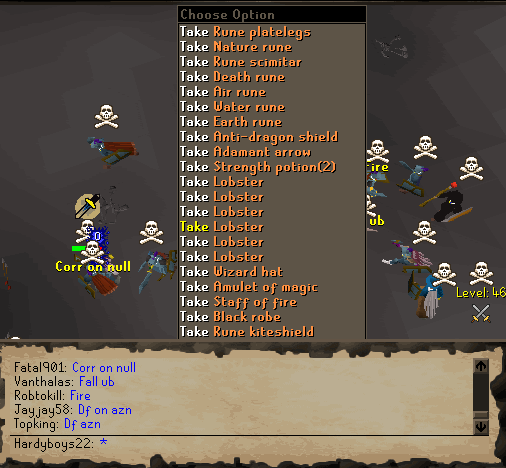 Choose Option
Take Rune platelegs
Take Nature rune
Take Rune scimitar
Take Death rune
Take Air rune
Take Water rune
Take Earth rune
Take Anti-dragon shield
Take Adamant arrow
Take Strength potion(2)
Take Lobster
Take Lobster
Take Lobster
Take Lobster
Take Lobster
Take Lobster
Take Wizard hat
Take Amulet of magic
Take Staff of fire
Take Black robe
Take Rune kiteshield
ire
ub
0
Corr on null
Level: 46
Fatal901: Corr on null
Vanthalas: Fall ub
Robtokill: Fire
Jayjay58: Df on azn
Topking: Df azn
Hardyboys22: *